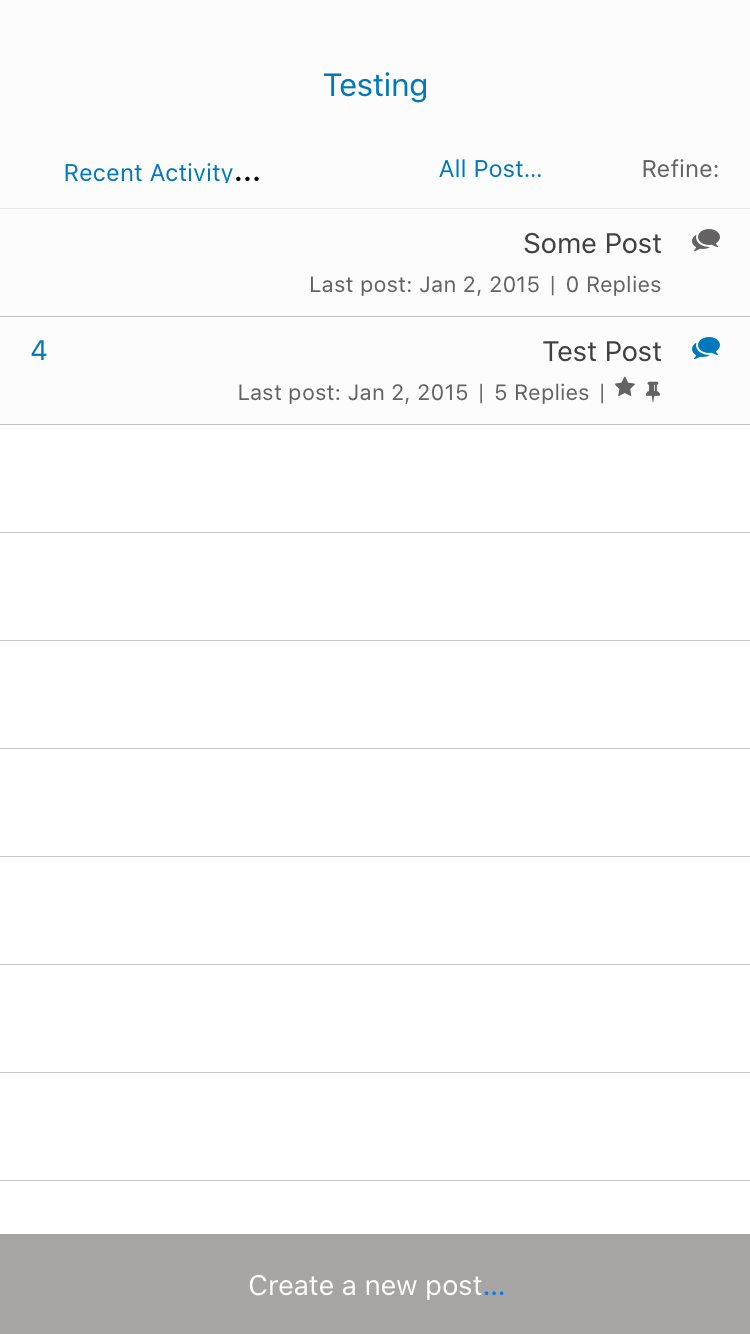 Testing
Recent Activity... All Post... Refine:
Some Post
Last post: Jan 2, 2015 | 0 Replies
4 Test Post
Last post: Jan 2, 2015 | 5 Replies |
Create a new post...